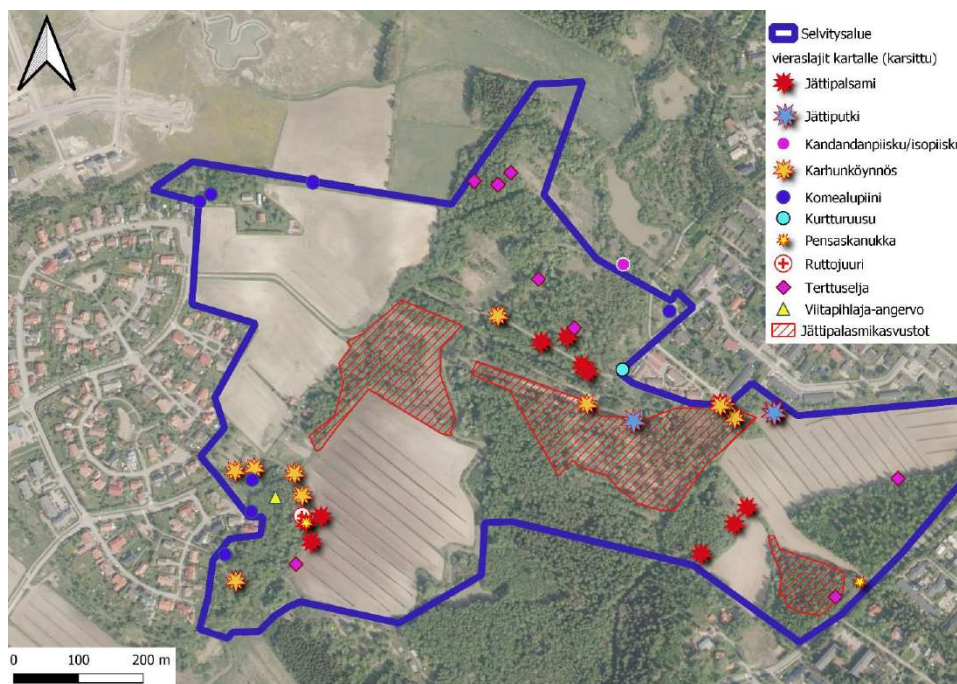 Selvitysalue
vieraslajit kartalle (karsittu)
Jättipalsami
Jättiputki
Kandandanpiisku/isopiisku
Karhunköynnös
Komealupiini
Kurtturuusu
Pensaskanukka
Ruttojuuri
Terttuselja
Viitapihlaja-angervo
Jättipalasmikasvustot
0 100 200 m